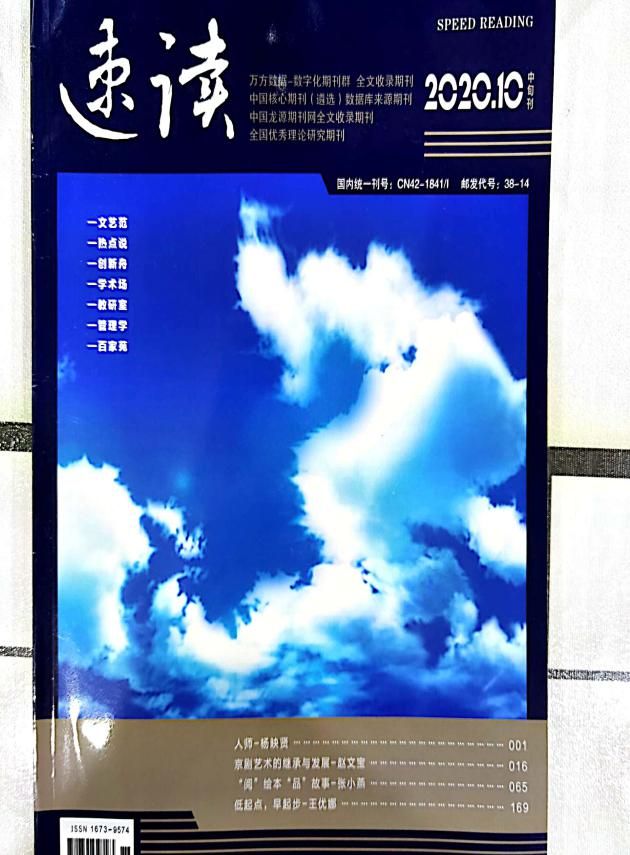 速读
SPEED READING
万方数据-数字化期刊群 全文收录期刊
中国核心期刊（遴选）数据库来源期刊
中国龙源期刊网全文收录期刊
全国优秀理论研究期刊
2020.10
中旬刊
国内统一刊号：CN42-1841/I 邮发代号：38-14
一文艺范
一热点说
一创新舟
一学术场
一教研室
一管理学
一百家苑
人师-杨映贤 001
京剧艺术的继承与发展-赵文宝 016
“阅”绘本“品”故事-张小燕 065
低起点，早起步-王优娜 169
ISSN 1673-9574